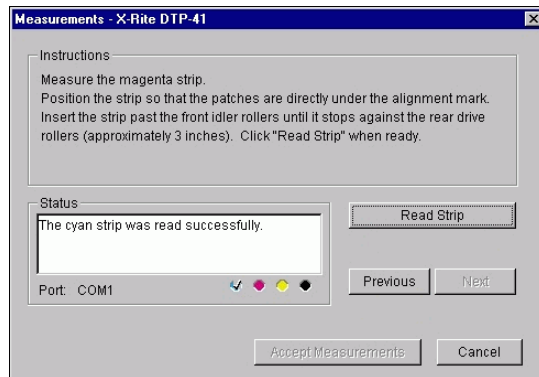 Measurements - X-Rite DTP-41
Instructions
Measure the magenta strip.
Position the strip so that the patches are directly under the alignment mark.
Insert the strip past the front idler rollers until it stops against the rear drive
rollers (approximately 3 inches). Click "Read Strip" when ready.
Status
The cyan strip was read successfully.
Read Strip
Port: COM1
Previous
Next
Accept Measurements
Cancel